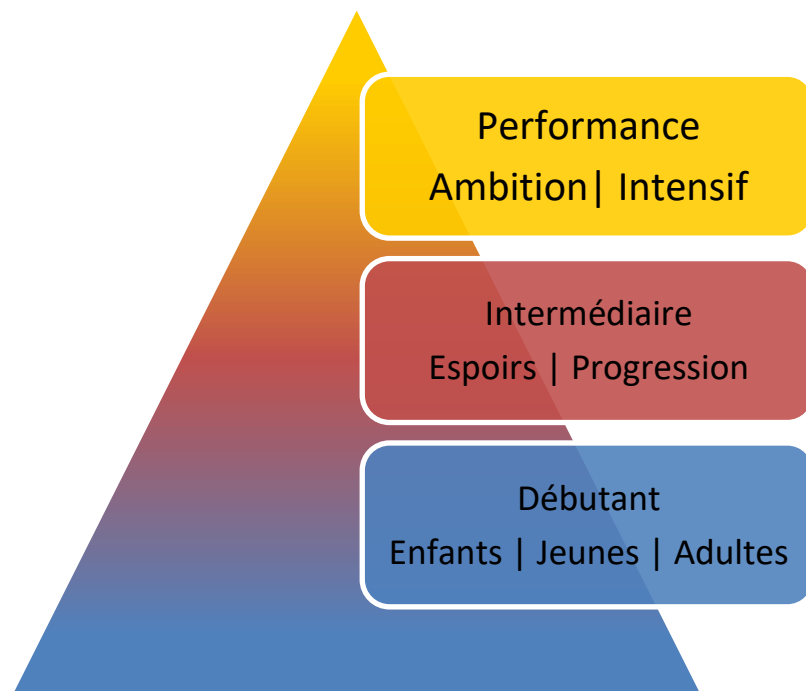 Performance
Ambition| Intensif
Intermédiaire
Espoirs | Progression
Débutant
Enfants | Jeunes | Adultes